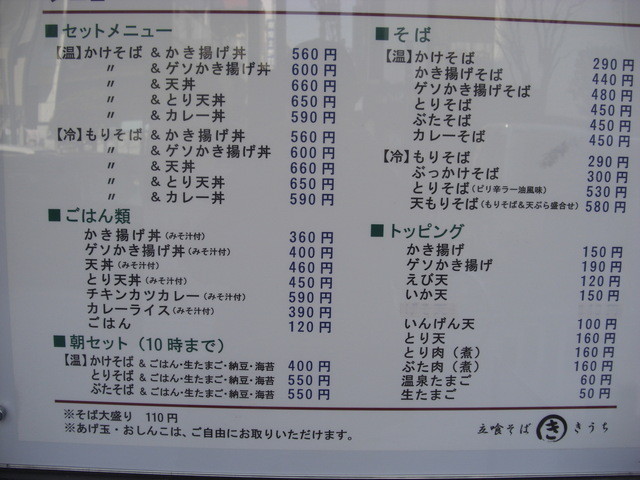 ■セットメニュー
【温】かけそば & かき揚げ丼 560円
〃 & ゲソかき揚げ丼 600円
〃 & 天丼 660円
〃 & とり天丼 650円
〃 & カレー丼 590円
【冷】もりそば & かき揚げ丼 560円
〃 & ゲソかき揚げ丼 600円
〃 & 天丼 660円
〃 & とり天丼 650円
〃 & カレー丼 590円
■ごはん類
かき揚げ丼(みそ汁付) 360円
ゲソかき揚げ丼(みそ汁付) 400円
天丼(みそ汁付) 460円
とり天丼(みそ汁付) 450円
チキンカツカレー(みそ汁付) 590円
カレーライス(みそ汁付) 390円
ごはん 120円
■朝セット(10時まで)
【温】かけそば & ごはん・生たまご・納豆・海苔 400円
とりそば & ごはん・生たまご・納豆・海苔 550円
ぶたそば & ごはん・生たまご・納豆・海苔 550円
■そば
【温】かけそば 290円
かき揚げそば 440円
ゲソかき揚げそば 480円
とりそば 450円
ぶたそば 450円
カレーそば 450円
【冷】もりそば 290円
ぶっかけそば 300円
とりそば(ピリ辛ラー油風味) 530円
天もりそば(もりそば&天ぷら盛合せ) 580円
■トッピング
かき揚げ 150円
ゲソかき揚げ 190円
えび天 120円
いか天 150円
いんげん天 100円
とり天 160円
とり肉(煮) 160円
ぶた肉(煮) 160円
温泉たまご 60円
生たまご 50円
※そば大盛り 110円
※あげ玉・おしんこは、ご自由にお取りいただけます。
立喰そば き きうち